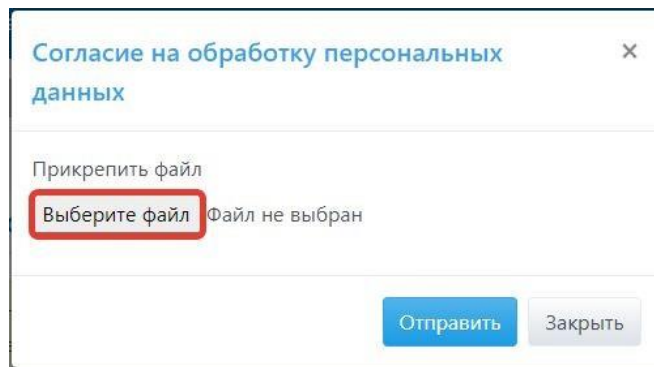 Согласие на обработку персональных
данных
×
Прикрепить файл
Выберите файл Файл не выбран
Отправить Закрыть